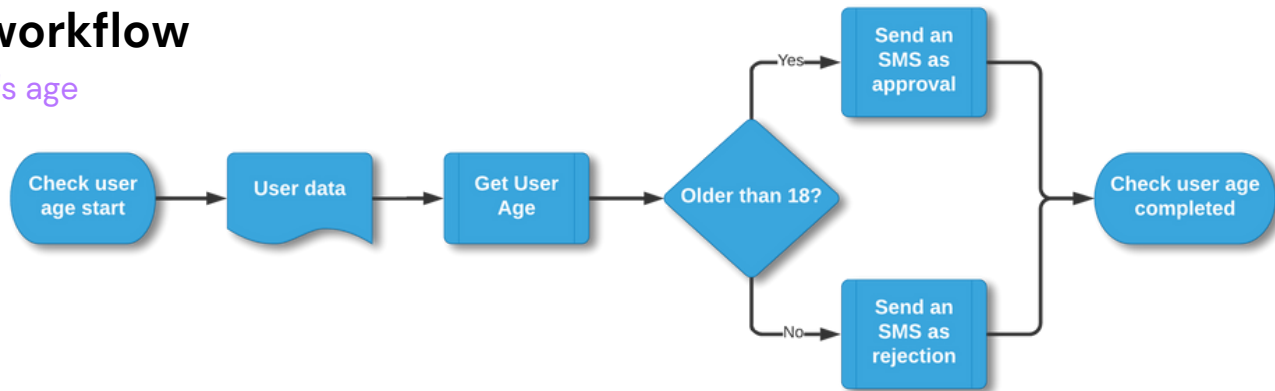 workflow
s age
Check user
age start
User data
Get User
Age
Older than 18?
Yes
Send an
SMS as
approval
No
Send an
SMS as
rejection
Check user age
completed